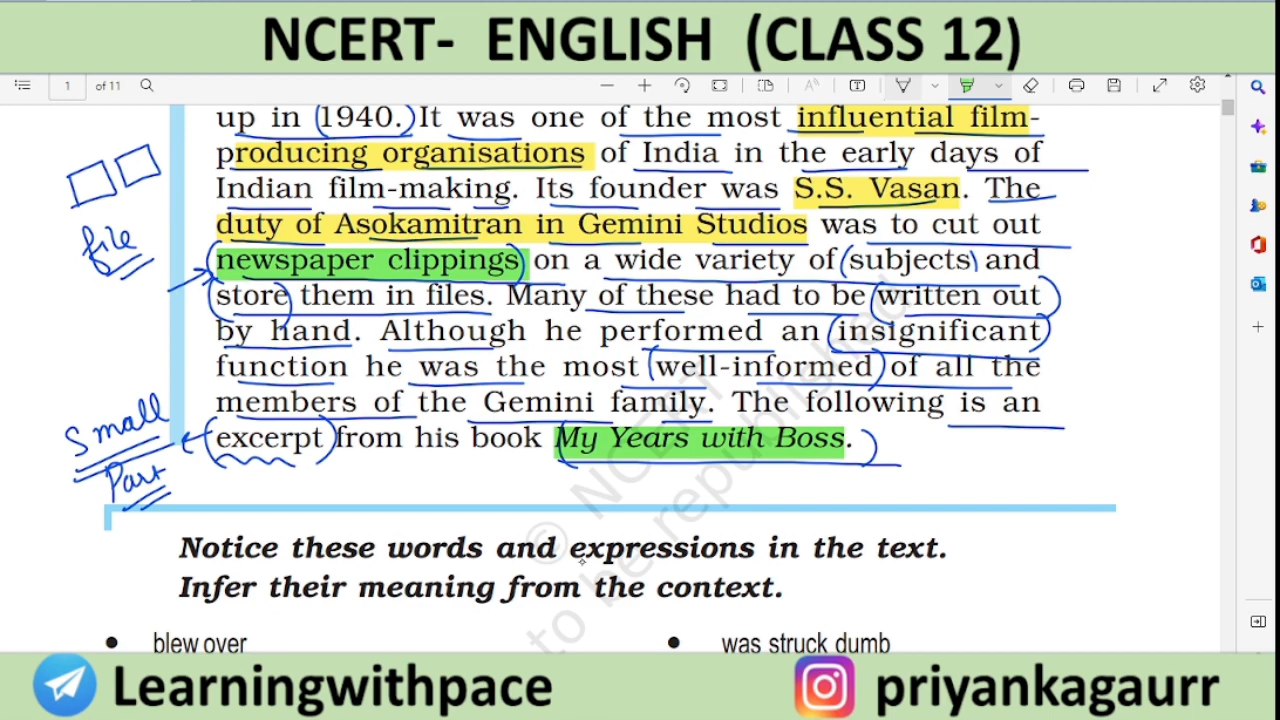 NCERT- ENGLISH (CLASS 12)
1 of 11
up in 1940. It was one of the most influential film-
producing organisations of India in the early days of
Indian film-making. Its founder was S.S. Vasan. The
duty of Asokamitran in Gemini Studios was to cut out
file
newspaper clippings on a wide variety of subjects and
store them in files. Many of these had to be written out
by hand. Although he performed an insignificant
function he was the most well-informed of all the
members of the Gemini family. The following is an
Small
excerpt from his book My Years with Boss.
Part
© NCERT
to be republished
Notice these words and expressions in the text.
Infer their meaning from the context.
• blew over
• was struck dumb
Learningwithpace
priyankagaurr